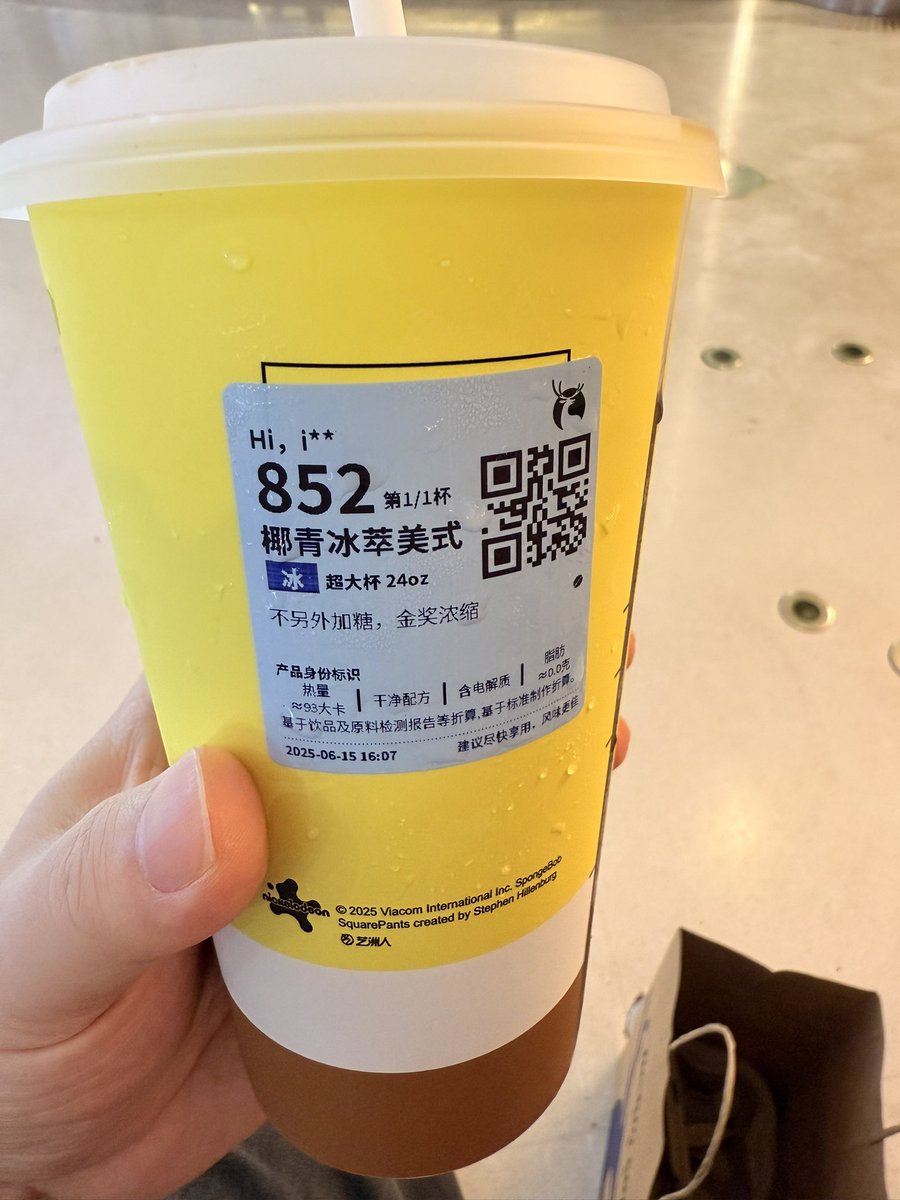 Hi, i**
852 第1/1杯
椰青冰萃美式
冰 超大杯 24oz
不另外加糖，金奖浓缩
产品身份标识
热量
≈93大卡
干净配方
含电解质
脂肪
≈0.0克
基于饮品及原料检测报告等折算,基于标准制作折算。
建议尽快享用，风味更佳
2025-06-15 16:07
nickelodeon
© 2025 Viacom International Inc. SpongeBob
SquarePants created by Stephen Hillenburg
艺洲人